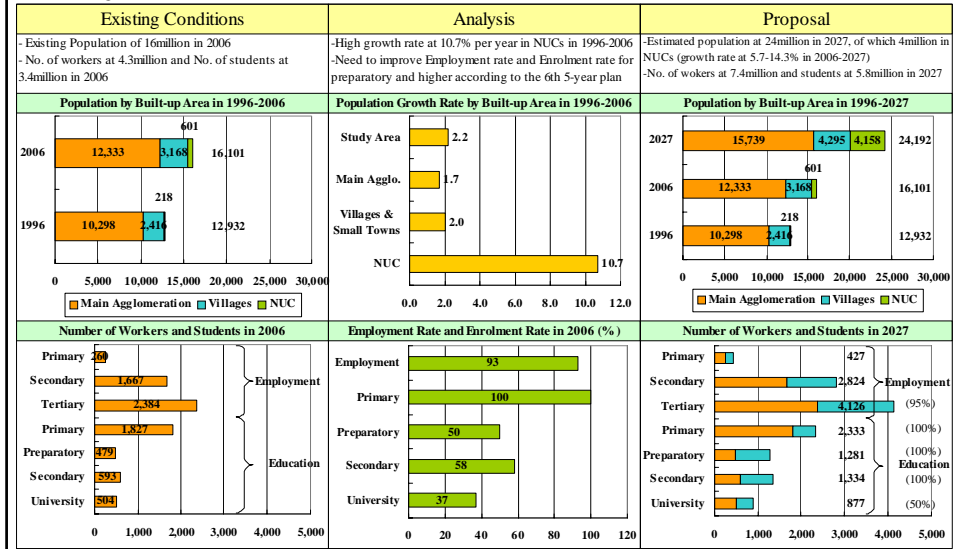 Existing Conditions
- Existing Population of 16million in 2006
- No. of workers at 4.3million and No. of students at
3.4million in 2006
Population by Built-up Area in 1996-2006
601
2006
12,333
3,168
16,101
218
1996
10,298
2,416
12,932
0
5,000
10,000
15,000
20,000
25,000
30,000
Main Agglomeration
Villages
NUC
Number of Workers and Students in 2006
Primary
260
Secondary
1,667
Employment
Tertiary
2,384
Primary
1,827
Preparatory
479
Education
Secondary
593
University
504
0
1,000
2,000
3,000
4,000
5,000
Analysis
-High growth rate at 10.7% per year in NUCs in 1996-2006
-Need to improve Employment rate and Enrolment rate for
preparatory and higher according to the 6th 5-year plan
Population Growth Rate by Built-up Area in 1996-2006
Study Area
2.2
Main Agglo.
1.7
Villages &
Small Towns
2.0
NUC
10.7
0.0
2.0
4.0
6.0
8.0
10.0
12.0
Employment Rate and Enrolment Rate in 2006 (%)
Employment
93
Primary
100
Preparatory
50
Secondary
58
University
37
0
20
40
60
80
100
120
Proposal
-Estimated population at 24million in 2027, of which 4million in
NUCs (growth rate at 5.7-14.3% in 2006-2027)
-No. of wokers at 7.4million and students at 5.8million in 2027
Population by Built-up Area in 1996-2027
2027
15,739
4,295
4,158
24,192
601
2006
12,333
3,168
16,101
218
1996
10,298
2,416
12,932
0
5,000
10,000
15,000
20,000
25,000
30,000
Main Agglomeration
Villages
NUC
Number of Workers and Students in 2027
Primary
427
Secondary
2,824
Employment
Tertiary
4,126
(95%)
Primary
2,333
(100%)
Preparatory
1,281
(100%)
Education
Secondary
1,334
(100%)
University
877
(50%)
0
1,000
2,000
3,000
4,000
5,000